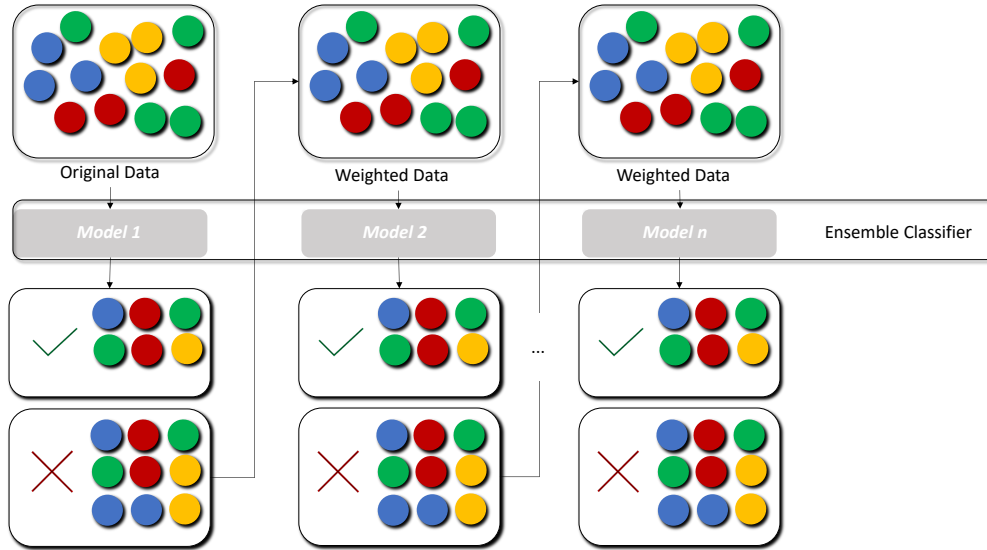 Original Data
Weighted Data
Weighted Data
Model 1
Model 2
Model n
Ensemble Classifier
...